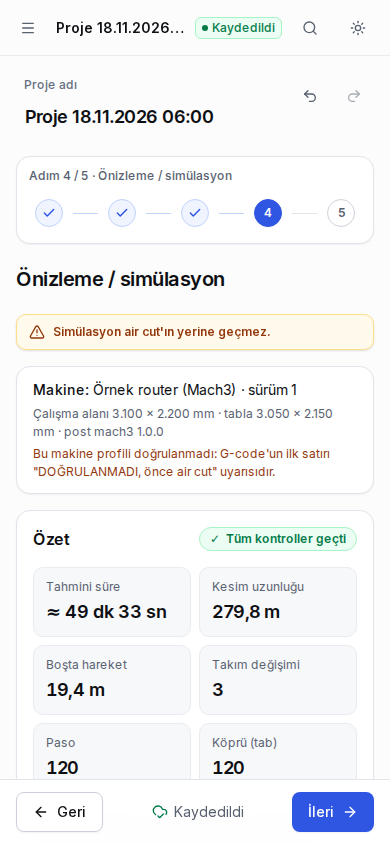 Proje 18.11.2026...
Kaydedildi
Proje adı
Proje 18.11.2026 06:00
Adım 4 / 5 · Önizleme / simülasyon
4
5
Önizleme / simülasyon
Simülasyon air cut'ın yerine geçmez.
Makine: Örnek router (Mach3) · sürüm 1
Çalışma alanı 3.100 × 2.200 mm · tabla 3.050 × 2.150
mm · post mach3 1.0.0
Bu makine profili doğrulanmadı: G-code'un ilk satırı
"DOĞRULANMADI, önce air cut" uyarısıdır.
Özet
✓ Tüm kontroller geçti
Tahmini süre
≈ 49 dk 33 sn
Kesim uzunluğu
279,8 m
Boşta hareket
19,4 m
Takım değişimi
3
Paso
120
Köprü (tab)
120
Geri
Kaydedildi
İleri